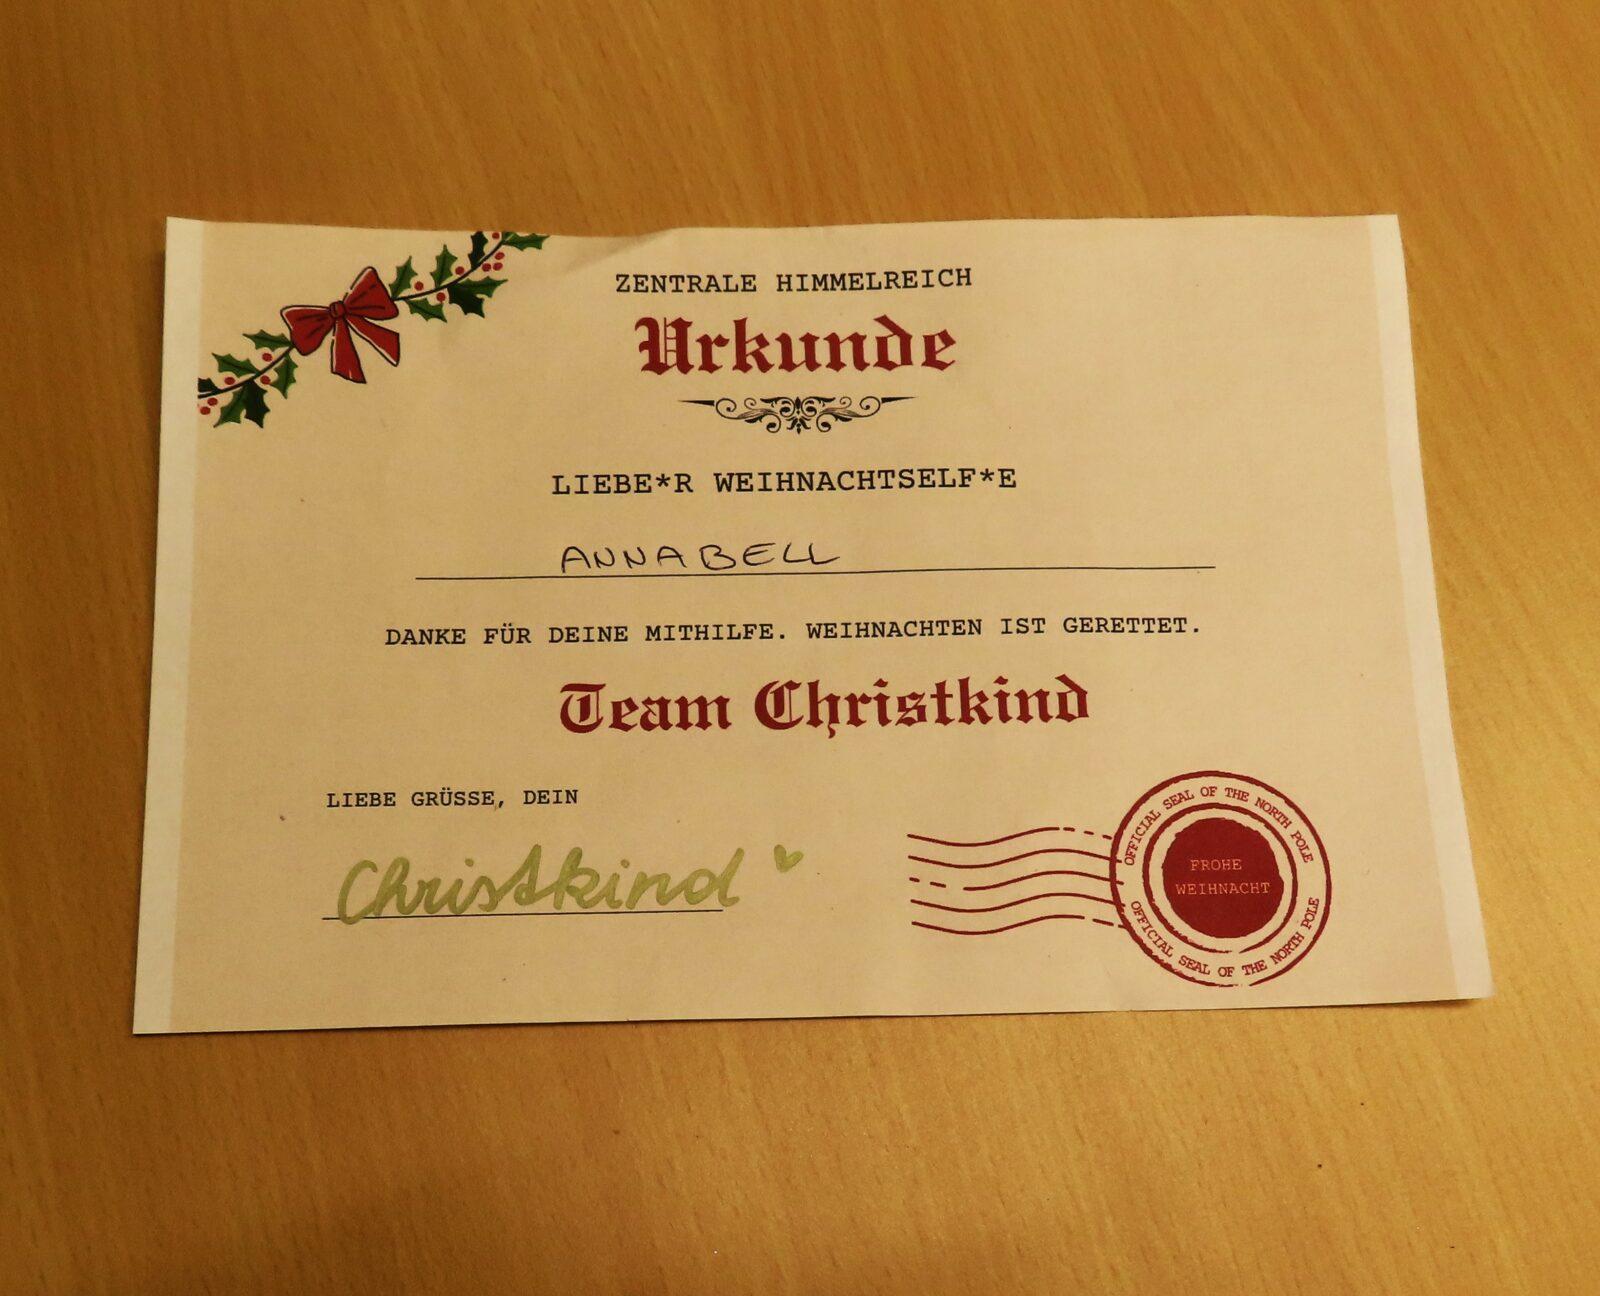 ZENTRALE HIMMELREICH
Urkunde
LIEBE*R WEIHNACHTSELF*E
ANNABELL
DANKE FÜR DEINE MITHILFE. WEIHNACHTEN IST GERETTET.
Team Christkind
LIEBE GRÜSSE, DEIN
Christkind
OFFICIAL SEAL OF THE NORTH POLE
FROHE
WEIHNACHT
OFFICIAL SEAL OF THE NORTH POLE